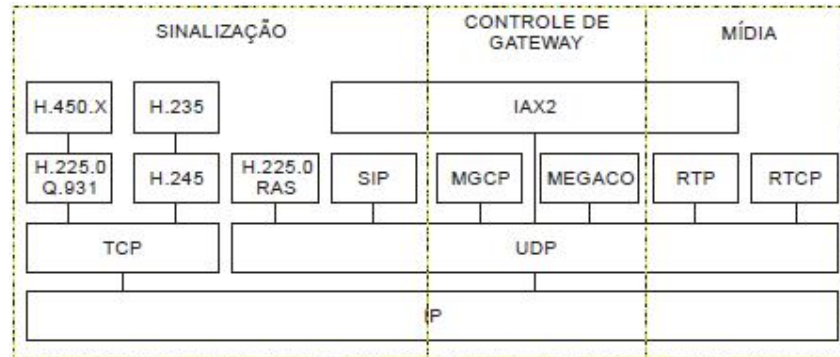 SINALIZAÇÃO
CONTROLE DE
GATEWAY
MÍDIA
H.450.X
H.235
IAX2
H.225.0
Q.931
H.245
H.225.0
RAS
SIP
MGCP
MEGACO
RTP
RTCP
TCP
UDP
IP